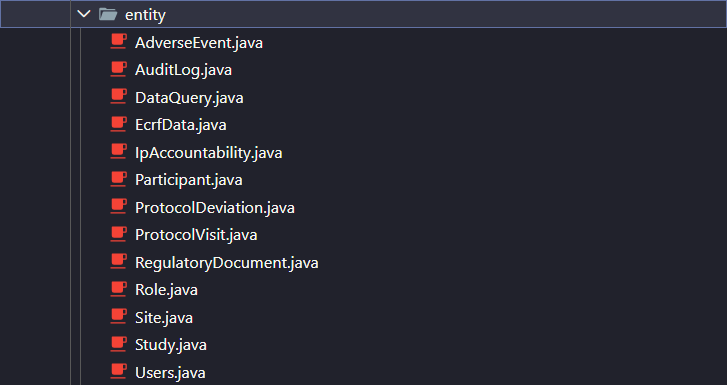 entity
AdverseEvent.java
AuditLog.java
DataQuery.java
EcrfData.java
IpAccountability.java
Participant.java
ProtocolDeviation.java
ProtocolVisit.java
RegulatoryDocument.java
Role.java
Site.java
Study.java
Users.java